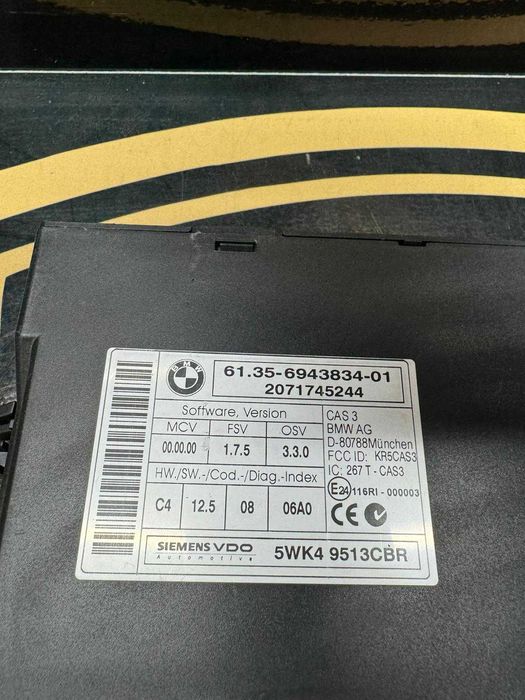 BMW
61.35-6943834-01
2071745244
Software, Version
MCV FSV OSV
00.00.00 1.7.5 3.3.0
HW./SW.-/Cod.-/Diag.-Index
C4 12.5 08 06A0
CAS 3
BMW AG
D-80788München
FCC ID: KR5CAS3
IC: 267 T - CAS3
E24 116RI - 000003
CE
SIEMENS VDO
Automotive
5WK4 9513CBR